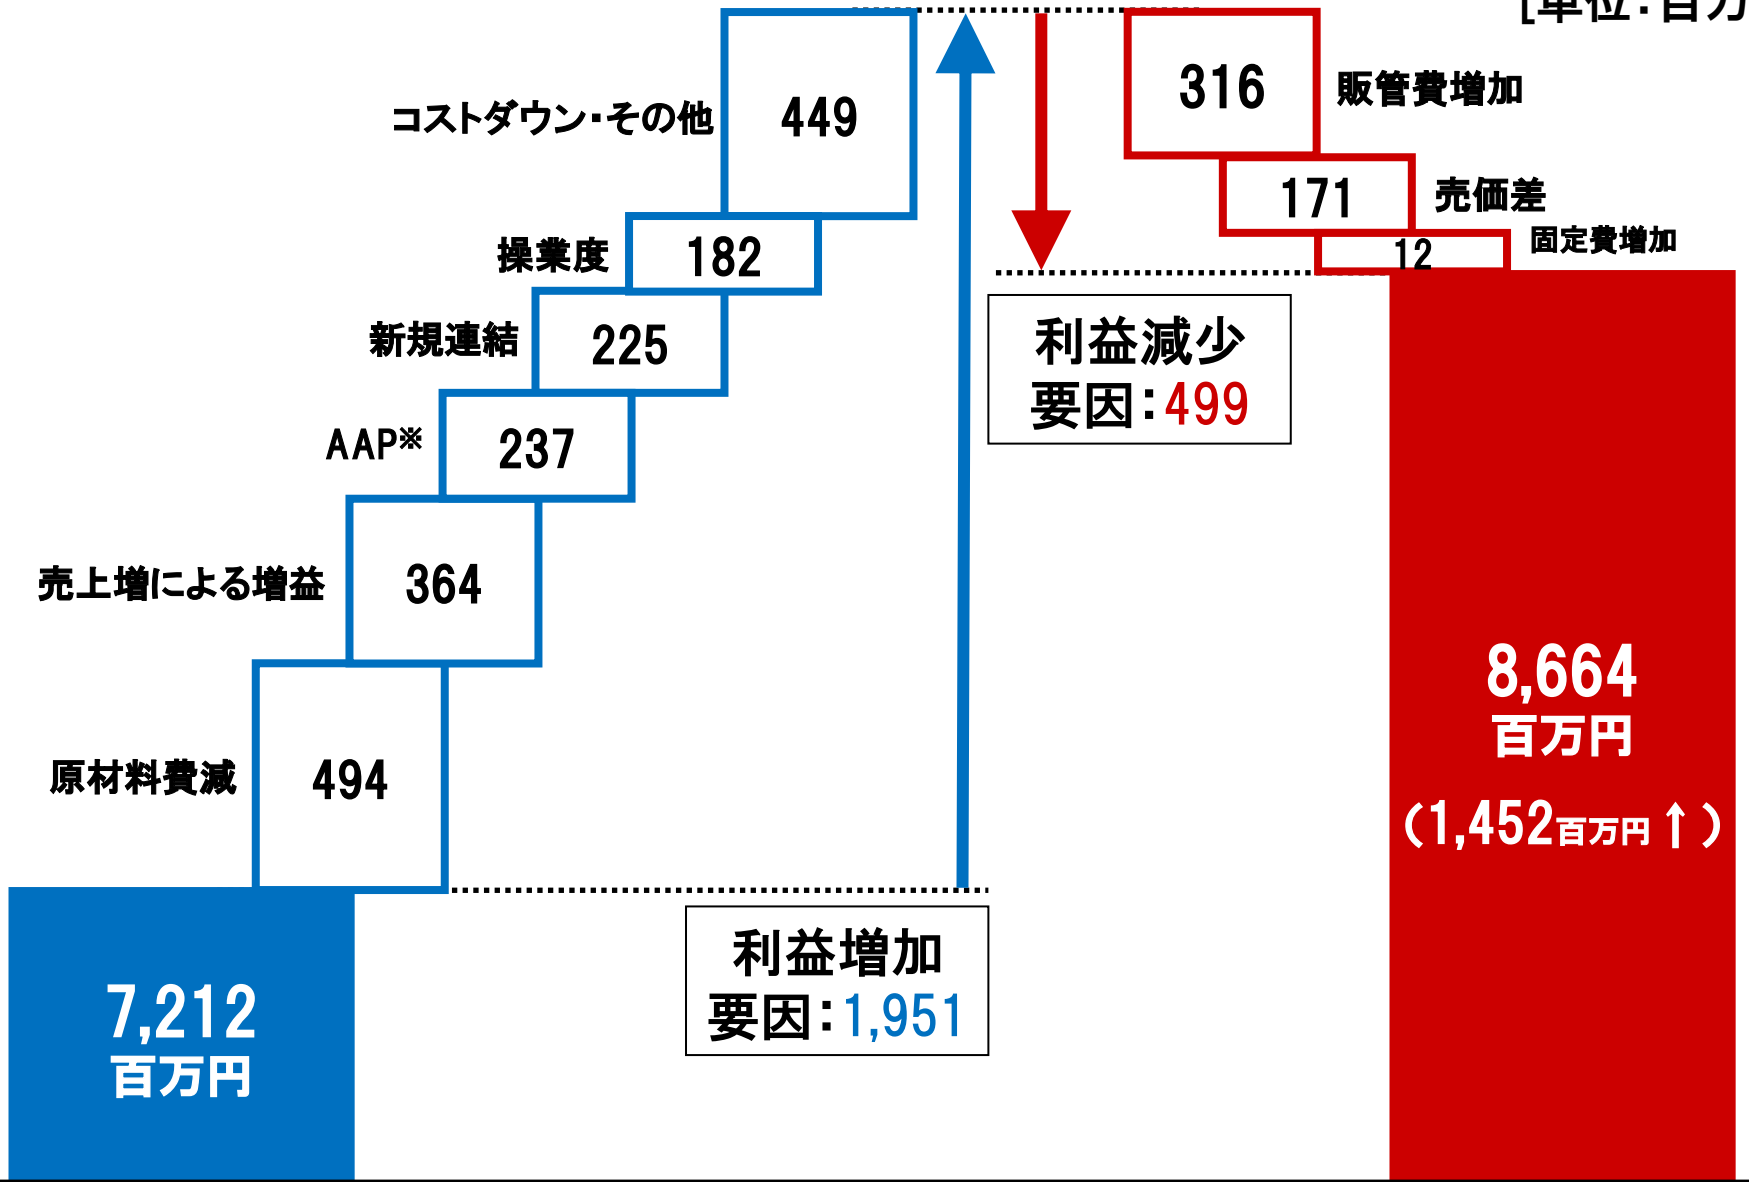 [単位：百万
449
コストダウン・その他
316
販管費増加
171
売価差
12
固定費増加
182
操業度
225
新規連結
利益減少
要因：499
237
AAP※
364
売上増による増益
494
原材料費減
8,664
百万円
（1,452百万円↑）
利益増加
要因：1,951
7,212
百万円